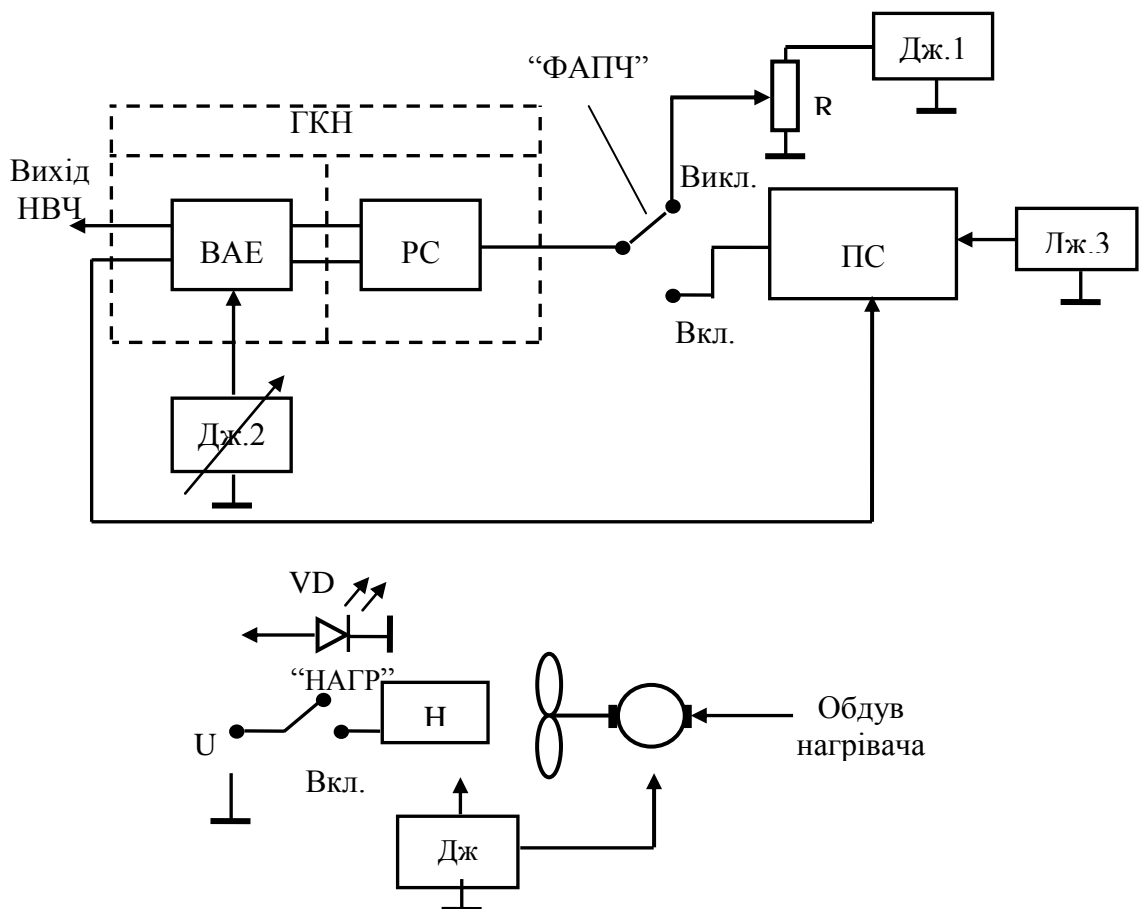 Дж.1
“ФАПЧ”
R
ГКН
Вихід
НВЧ
Викл.
ВАЕ
РС
ПС
Дж.3
Вкл.
Дж.2
VD
“НАГР”
Н
U
Обдув
нагрівача
Вкл.
Дж